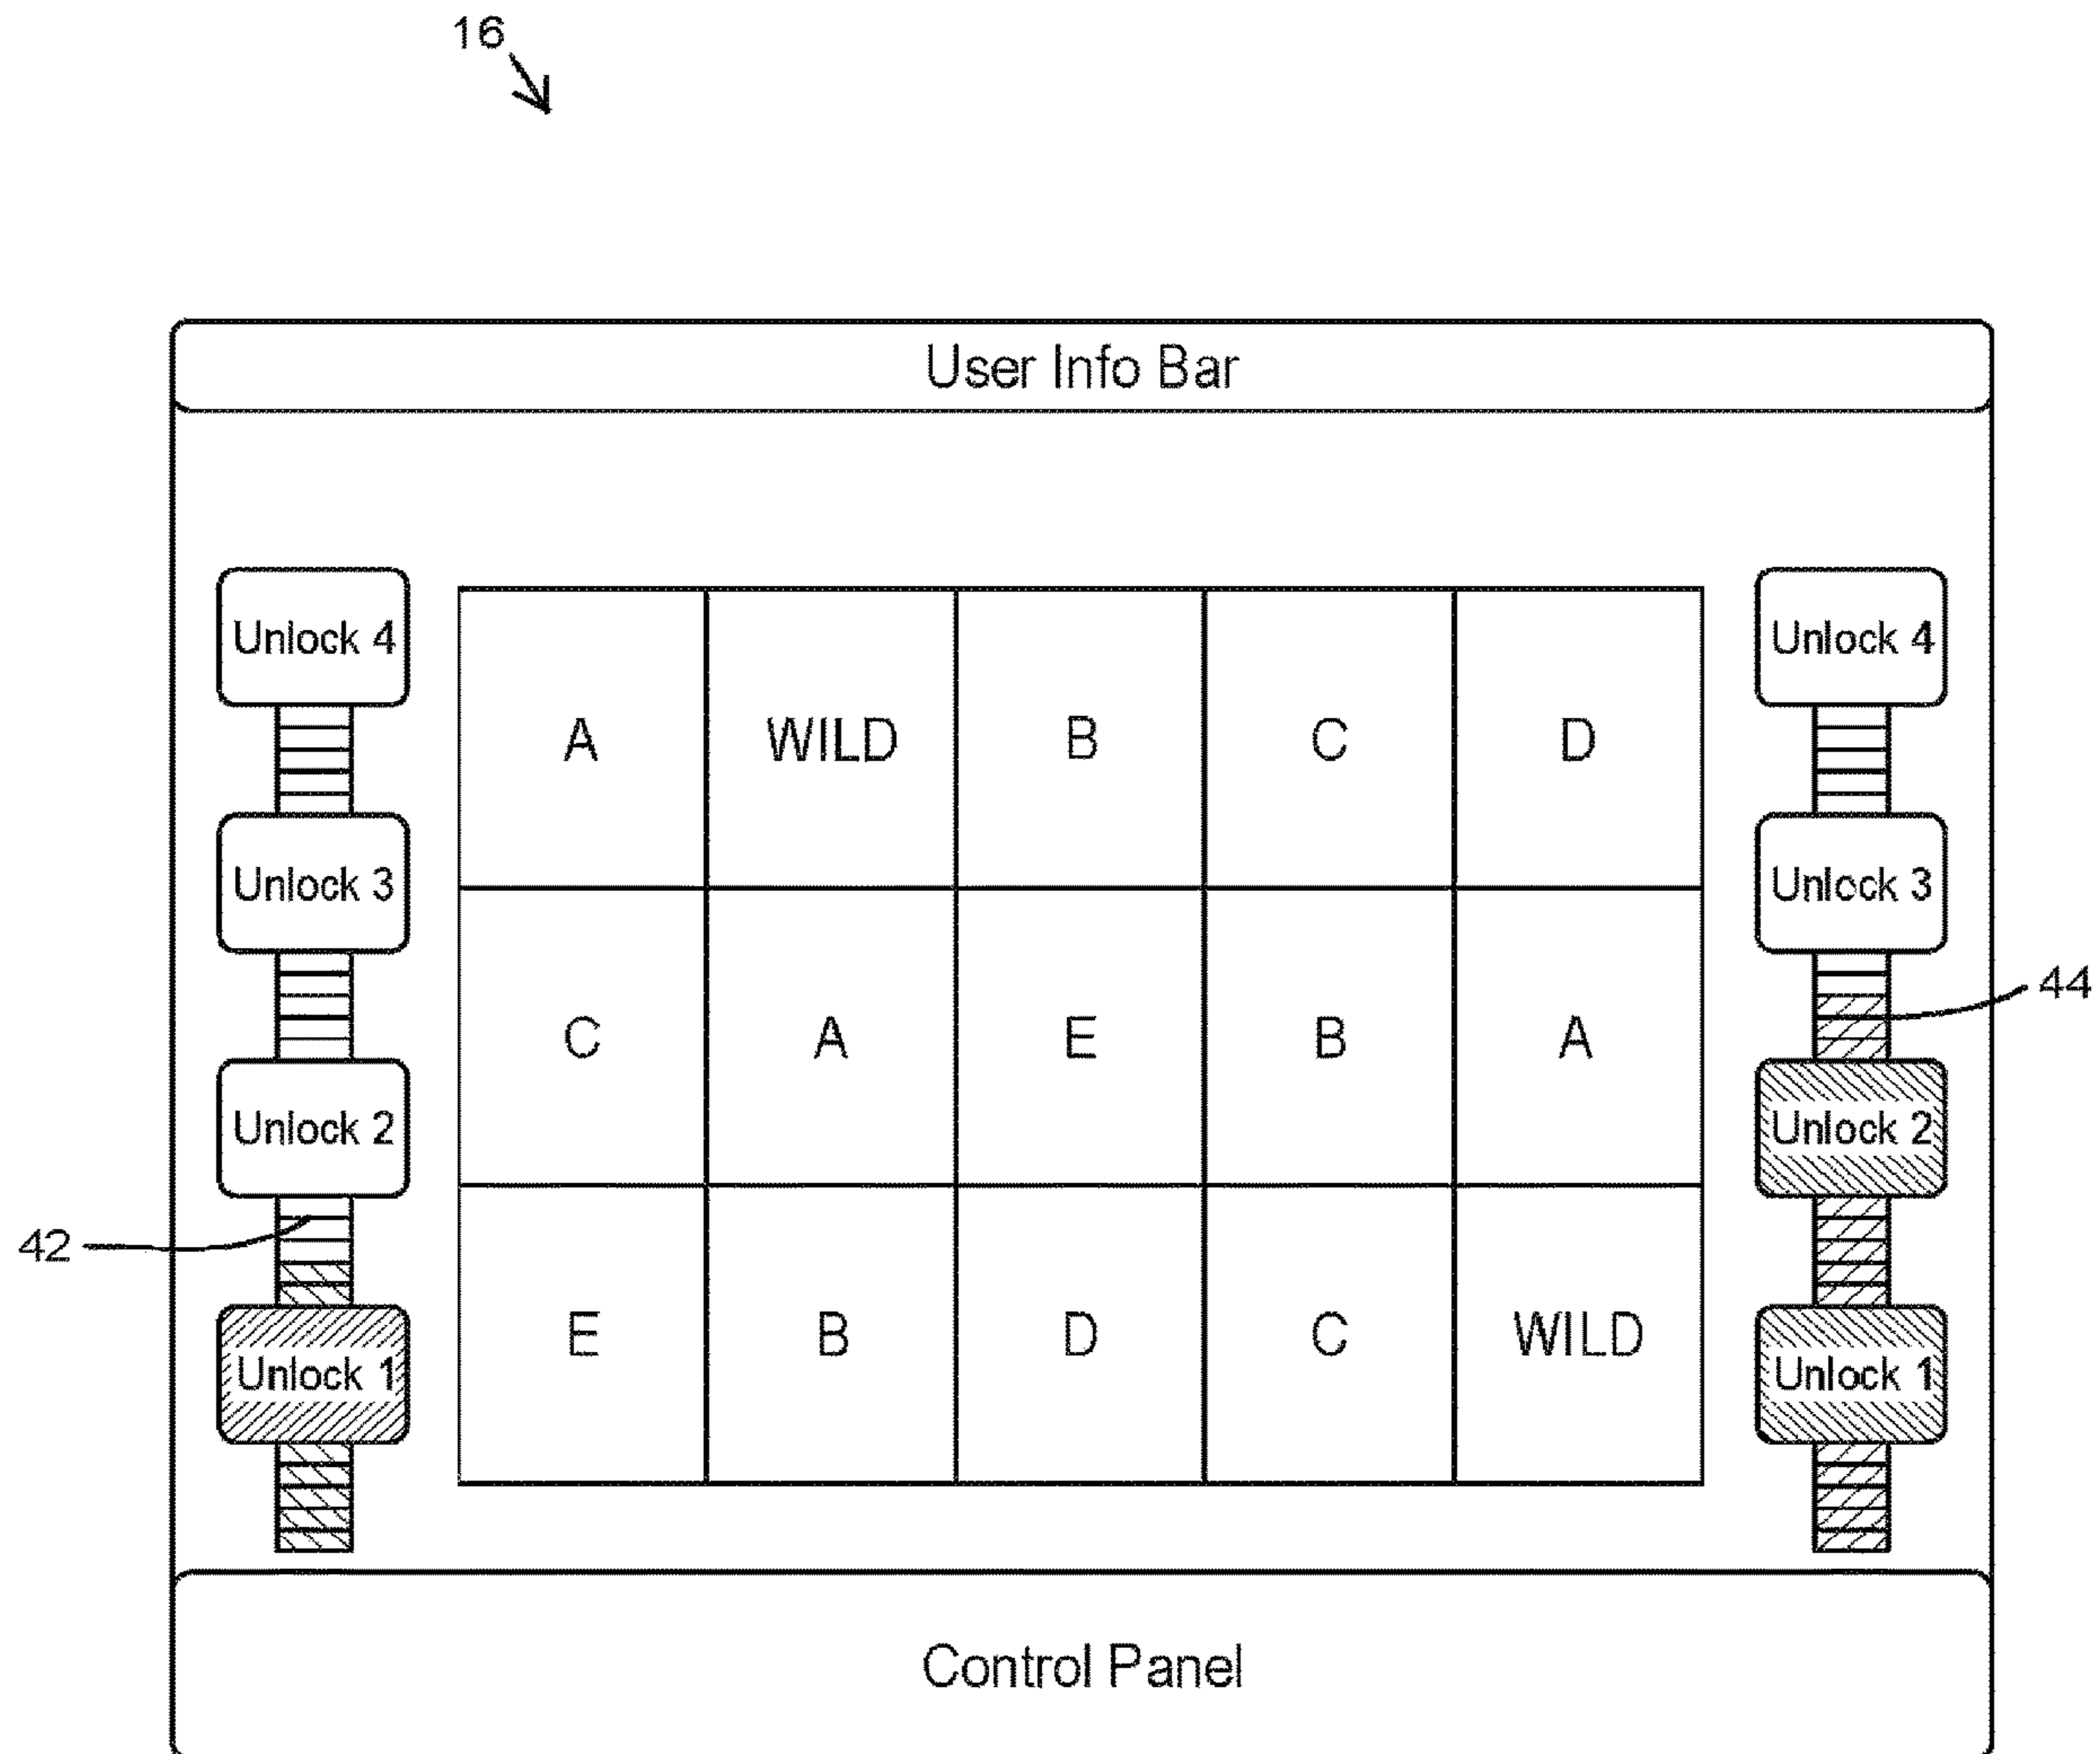 16
User Info Bar
Unlock 4
Unlock 3
Unlock 2
42
Unlock 1
A WILD B C D
C A E B A
E B D C WILD
Unlock 4
Unlock 3
44
Unlock 2
Unlock 1
Control Panel